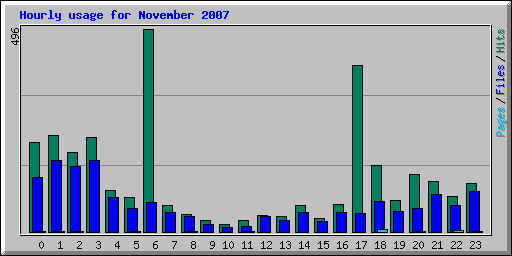 Hourly usage for November 2007
496
Pages / Files / Hits
0 1 2 3 4 5 6 7 8 9 10 11 12 13 14 15 16 17 18 19 20 21 22 23